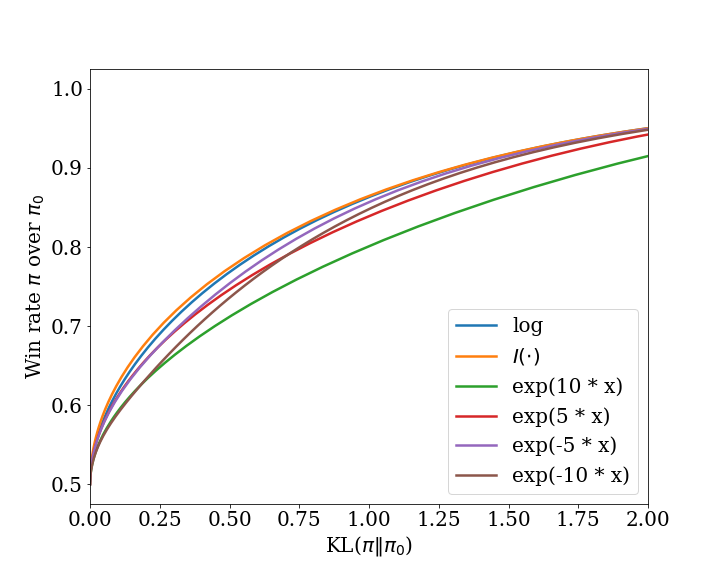 1.0
0.9
0.8
0.7
0.6
0.5
Win rate π over π₀
0.00 0.25 0.50 0.75 1.00 1.25 1.50 1.75 2.00
KL(π∥π₀)
log
I(·)
exp(10 * x)
exp(5 * x)
exp(-5 * x)
exp(-10 * x)